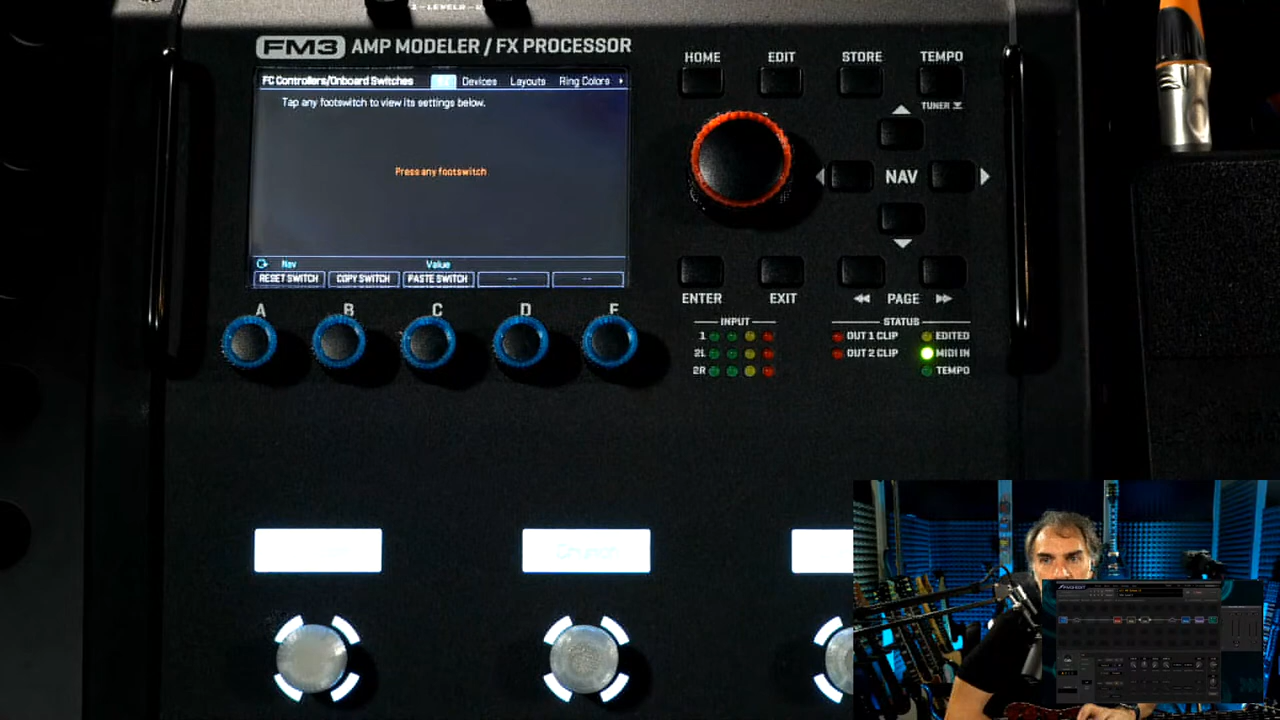 1 - LEVELS -
FM3 AMP MODELER / FX PROCESSOR
HOME EDIT STORE TEMPO
FC Controllers/Onboard Switches Devices Layouts Ring Colors
Tap any footswitch to view its settings below.
TUNER
Press any footswitch
NAV
Nav Value
RESET SWITCH COPY SWITCH PASTE SWITCH -- --
ENTER EXIT PAGE
A B C D E
INPUT STATUS
1 OUT 1 CLIP EDITED
2L OUT 2 CLIP MIDI IN
2R TEMPO